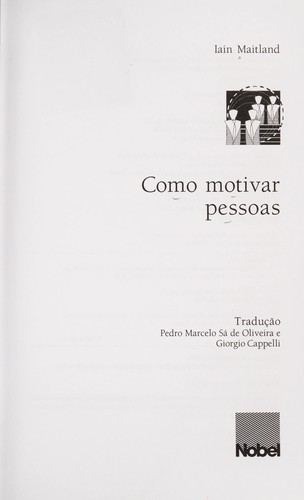 Iain Maitland
Como motivar
pessoas
Tradução
Pedro Marcelo Sá de Oliveira e
Giorgio Cappelli
Nobel